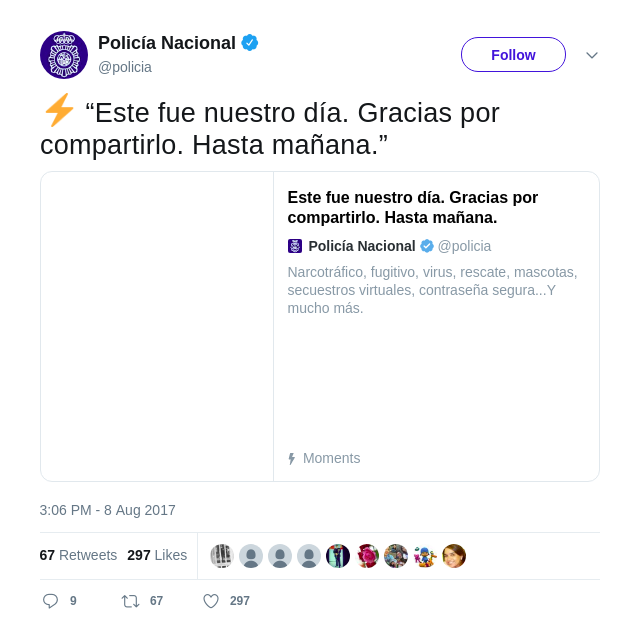 Policía Nacional
@policia
Follow
⚡ “Este fue nuestro día. Gracias por
compartirlo. Hasta mañana.”
Este fue nuestro día. Gracias por
compartirlo. Hasta mañana.
Policía Nacional @policia
Narcotráfico, fugitivo, virus, rescate, mascotas,
secuestros virtuales, contraseña segura...Y
mucho más.
Moments
3:06 PM - 8 Aug 2017
67 Retweets 297 Likes
9 67 297